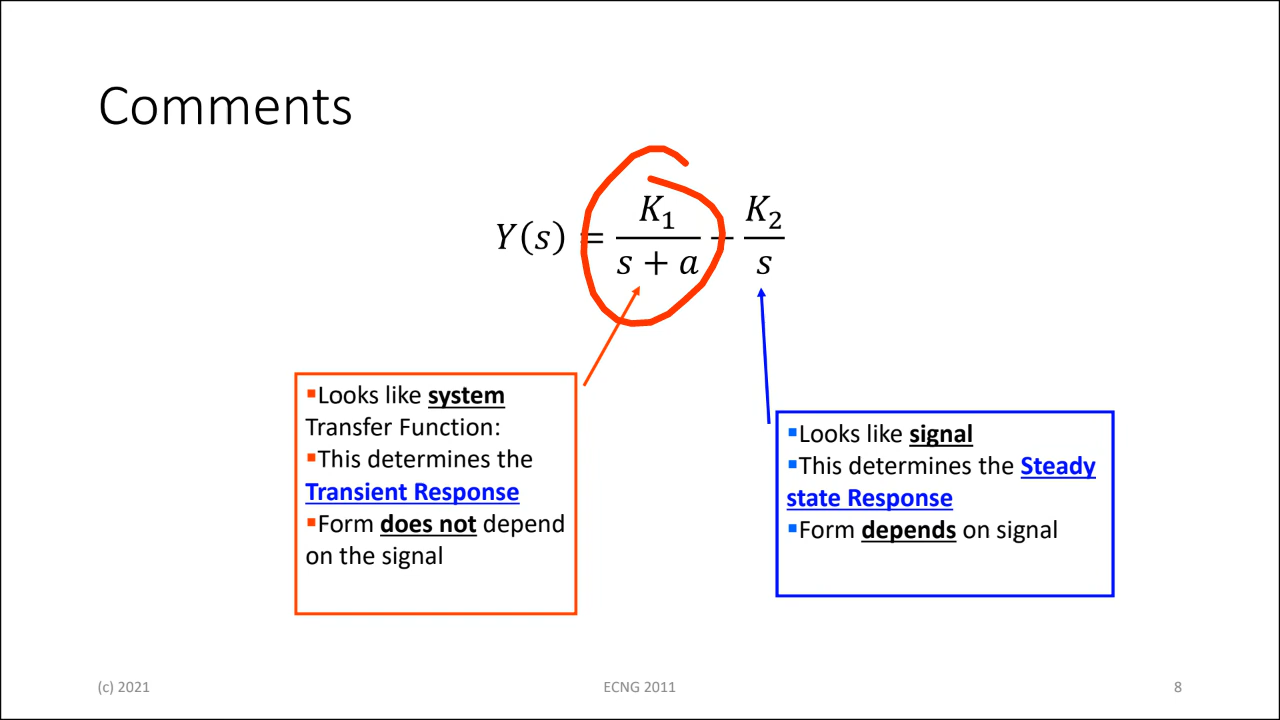 Comments
Y(s) = K₁/(s + a) + K₂/s
▪Looks like system
Transfer Function:
▪This determines the
Transient Response
▪Form does not depend
on the signal
▪Looks like signal
▪This determines the Steady
state Response
▪Form depends on signal
(c) 2021
ECNG 2011
8